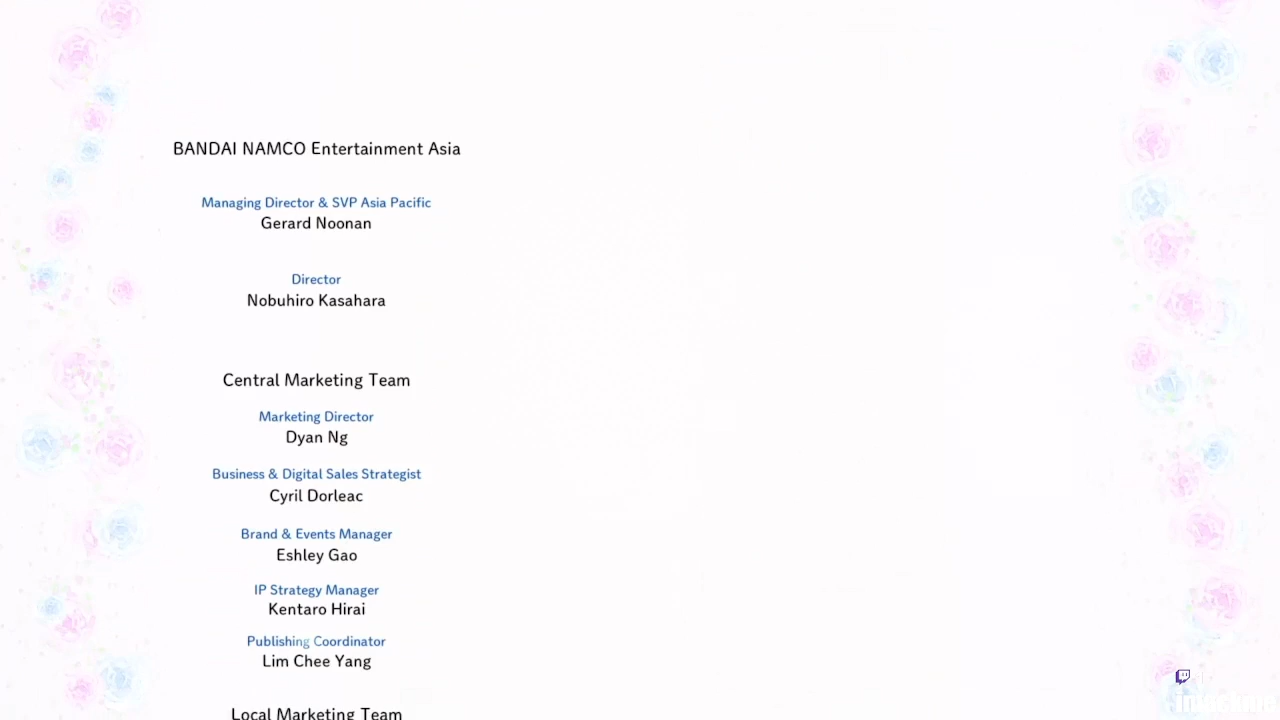 BANDAI NAMCO Entertainment Asia
Managing Director & SVP Asia Pacific
Gerard Noonan
Director
Nobuhiro Kasahara
Central Marketing Team
Marketing Director
Dyan Ng
Business & Digital Sales Strategist
Cyril Dorleac
Brand & Events Manager
Eshley Gao
IP Strategy Manager
Kentaro Hirai
Publishing Coordinator
Lim Chee Yang
Local Marketing Team